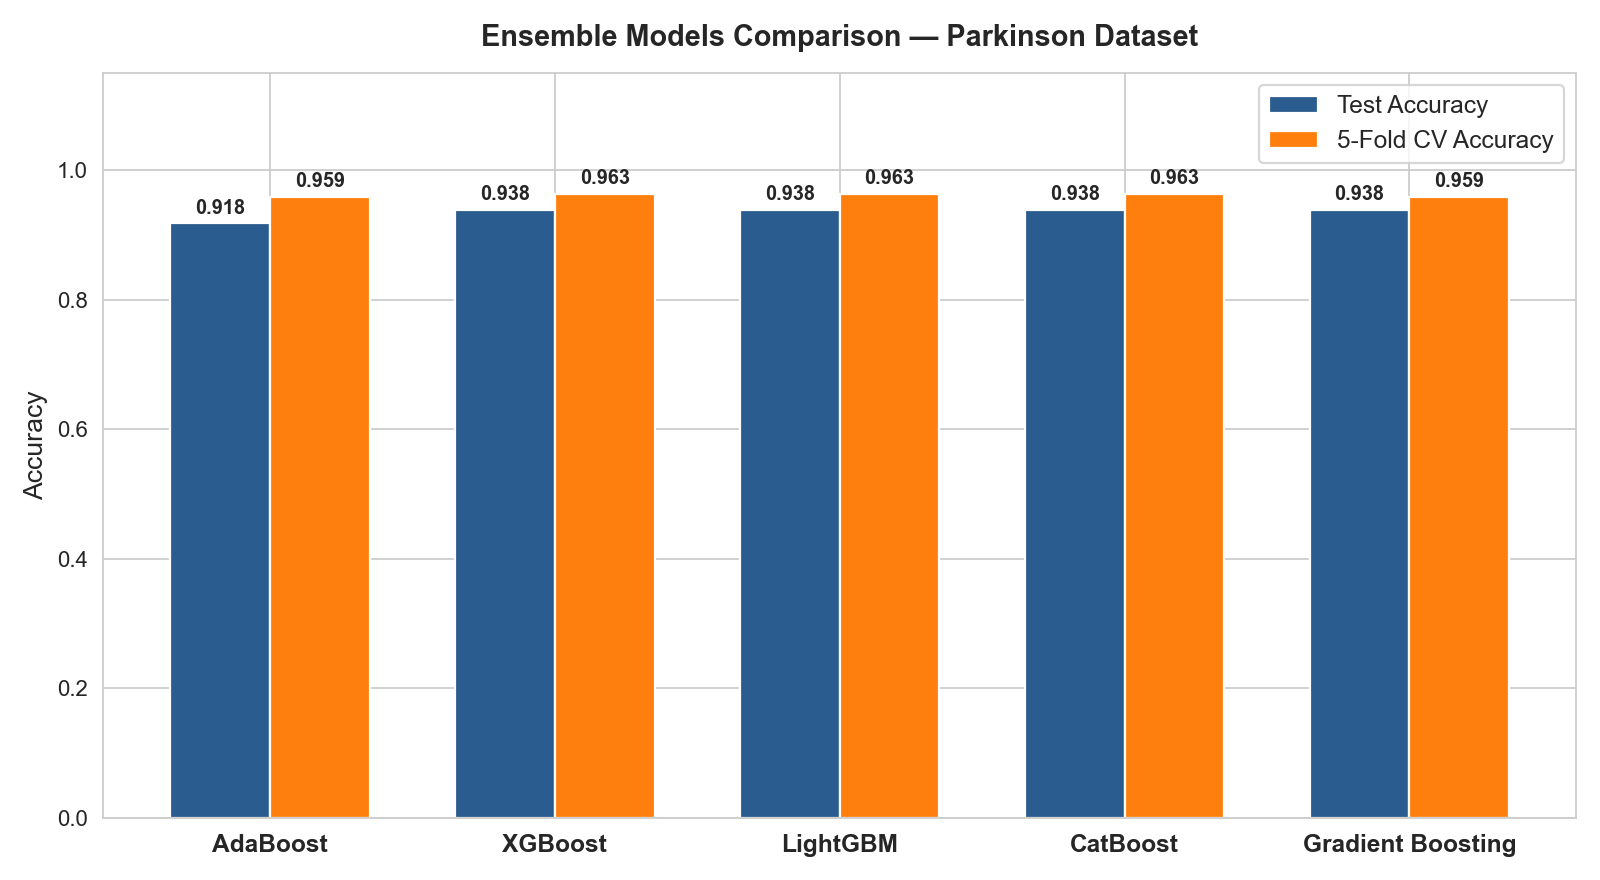 Ensemble Models Comparison — Parkinson Dataset
Test Accuracy
5-Fold CV Accuracy
Accuracy
1.0
0.8
0.6
0.4
0.2
0.0
0.918
0.959
0.938
0.963
0.938
0.963
0.938
0.963
0.938
0.959
AdaBoost
XGBoost
LightGBM
CatBoost
Gradient Boosting